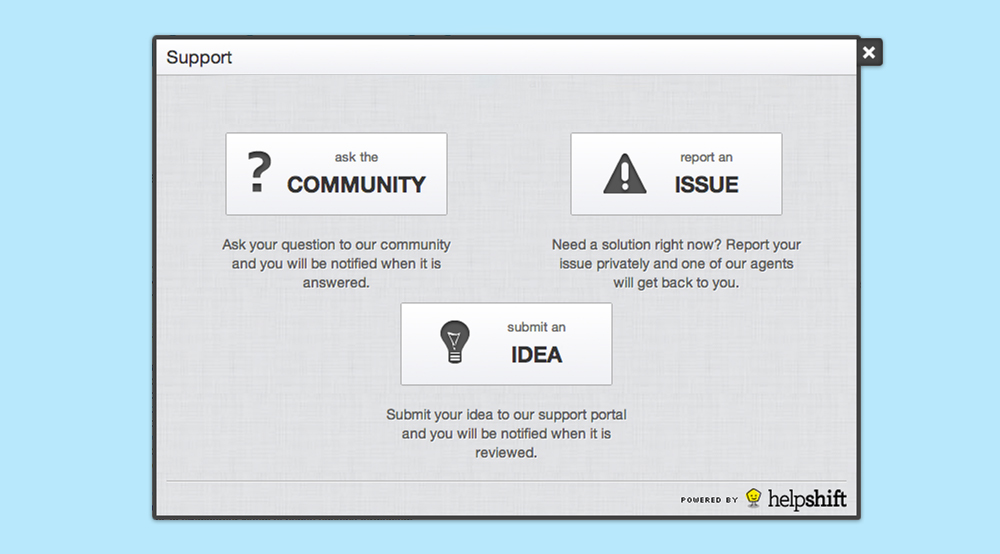 Support
ask the
COMMUNITY
Ask your question to our community
and you will be notified when it is
answered.
report an
ISSUE
Need a solution right now? Report your
issue privately and one of our agents
will get back to you.
submit an
IDEA
Submit your idea to our support portal
and you will be notified when it is
reviewed.
POWERED BY helpshift